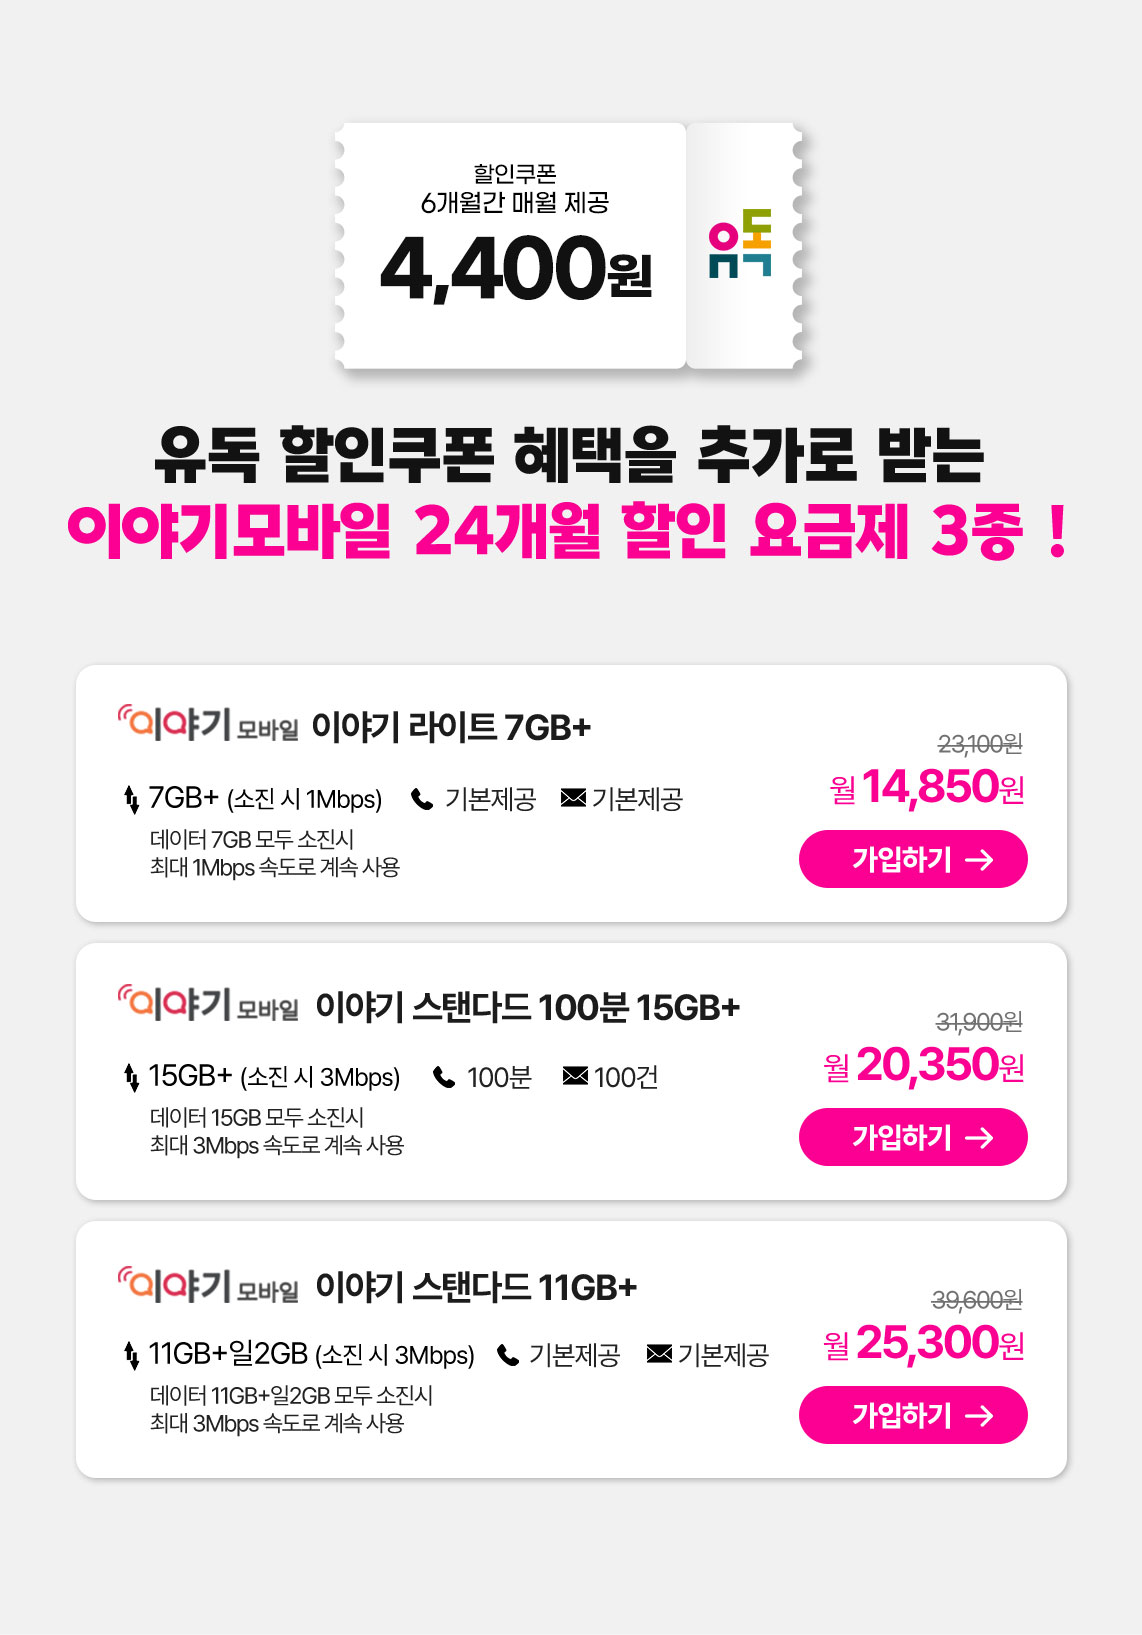 할인쿠폰
6개월간 매월 제공
4,400원
유독
유독 할인쿠폰 혜택을 추가로 받는
이야기모바일 24개월 할인 요금제 3종 !
이야기 모바일 이야기 라이트 7GB+
23,100원
월 14,850원
7GB+ (소진 시 1Mbps) 기본제공 기본제공
데이터 7GB 모두 소진시
최대 1Mbps 속도로 계속 사용
가입하기 →
이야기 모바일 이야기 스탠다드 100분 15GB+
31,900원
월 20,350원
15GB+ (소진 시 3Mbps) 100분 100건
데이터 15GB 모두 소진시
최대 3Mbps 속도로 계속 사용
가입하기 →
이야기 모바일 이야기 스탠다드 11GB+
39,600원
월 25,300원
11GB+일2GB (소진 시 3Mbps) 기본제공 기본제공
데이터 11GB+일2GB 모두 소진시
최대 3Mbps 속도로 계속 사용
가입하기 →